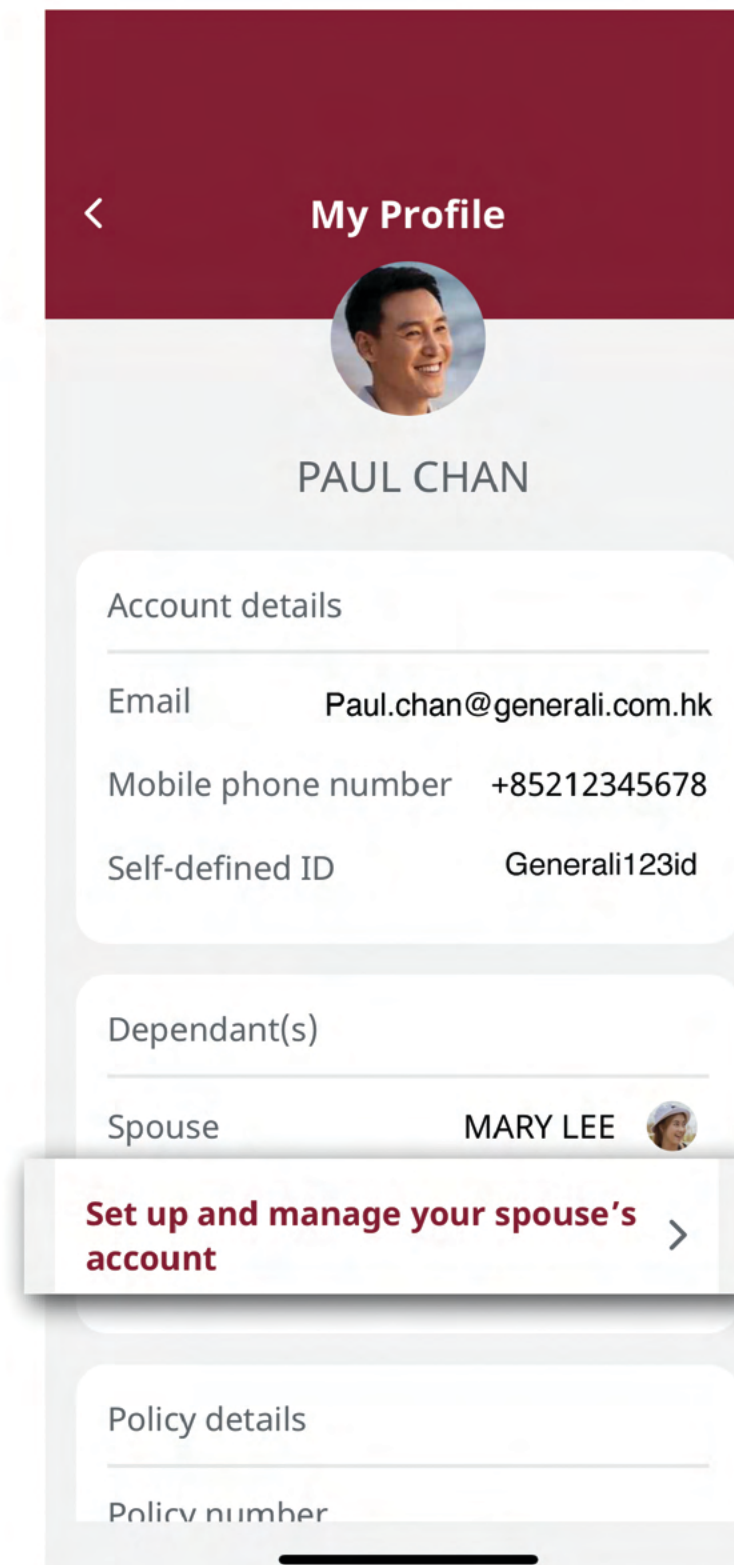 My Profile
PAUL CHAN
Account details
Email Paul.chan@generali.com.hk
Mobile phone number +85212345678
Self-defined ID Generali123id
Dependant(s)
Spouse MARY LEE
Set up and manage your spouse’s
account
Policy details
Policy number